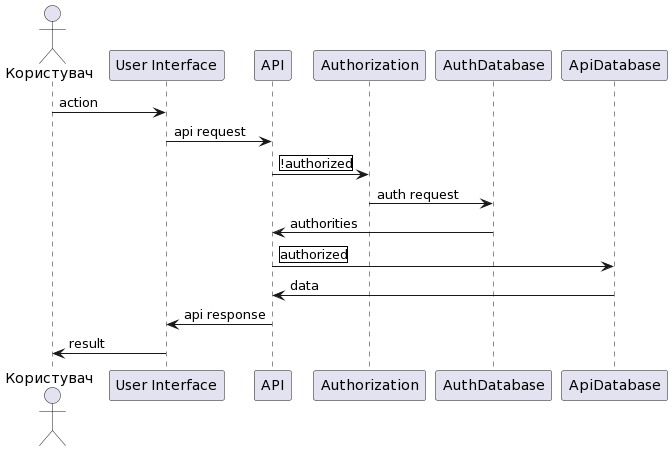 Користувач
User Interface
API
Authorization
AuthDatabase
ApiDatabase
action
api request
!authorized
auth request
authorities
authorized
data
api response
result
Користувач
User Interface
API
Authorization
AuthDatabase
ApiDatabase